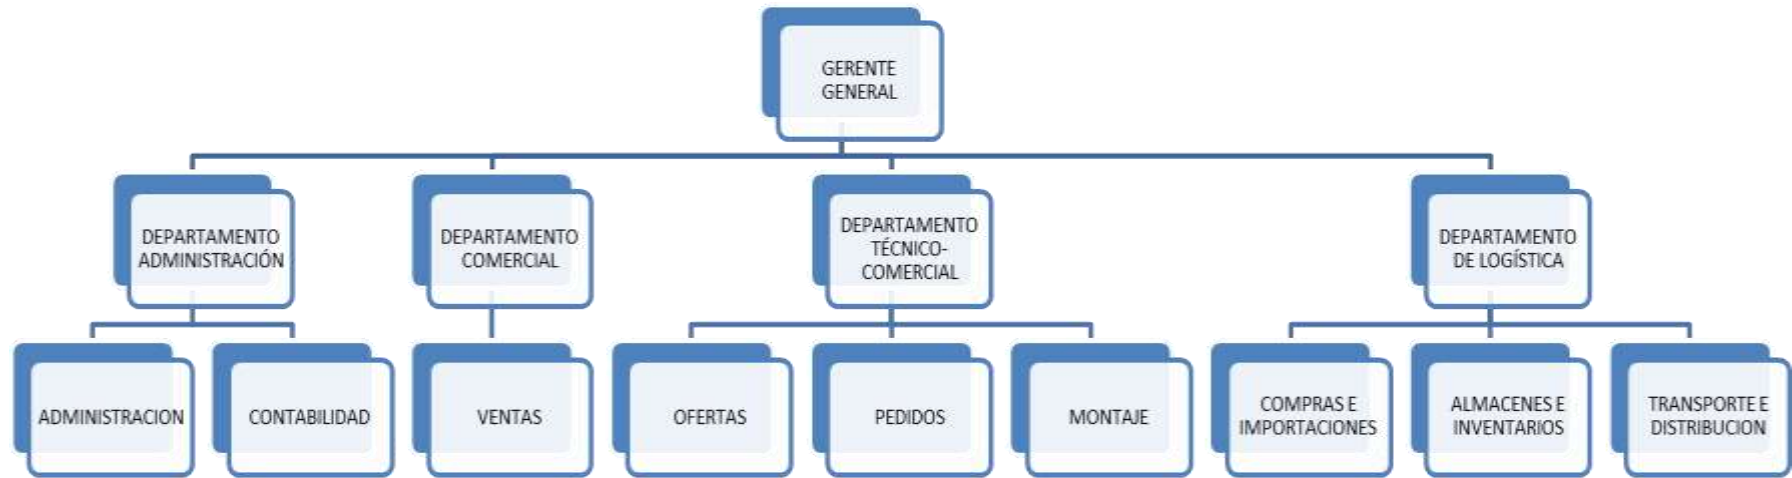 GERENTE
GENERAL
DEPARTAMENTO
ADMINISTRACIÓN
DEPARTAMENTO
COMERCIAL
DEPARTAMENTO
TÉCNICO-
COMERCIAL
DEPARTAMENTO
DE LOGÍSTICA
ADMINISTRACION
CONTABILIDAD
VENTAS
OFERTAS
PEDIDOS
MONTAJE
COMPRAS E
IMPORTACIONES
ALMACENES E
INVENTARIOS
TRANSPORTE E
DISTRIBUCION